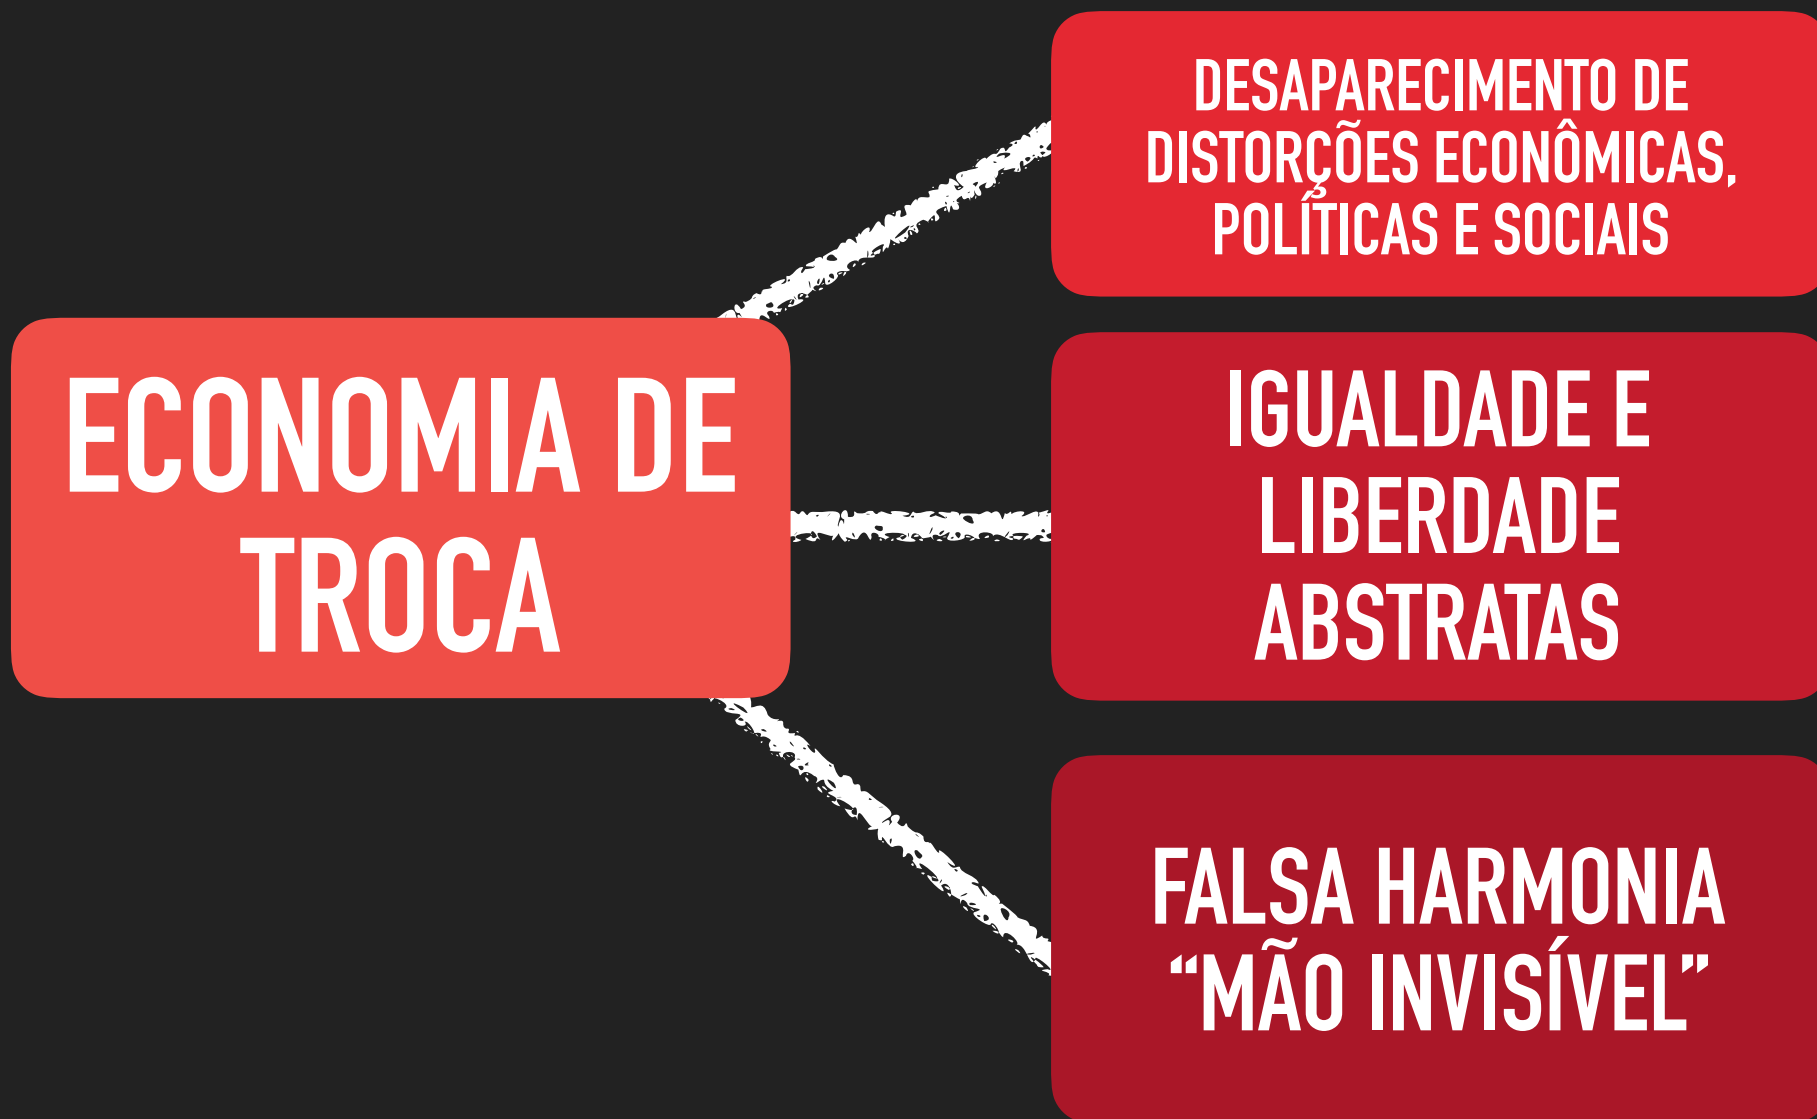 ECONOMIA DE
TROCA
DESAPARECIMENTO DE
DISTORÇÕES ECONÔMICAS,
POLÍTICAS E SOCIAIS
IGUALDADE E
LIBERDADE
ABSTRATAS
FALSA HARMONIA
“MÃO INVISÍVEL”